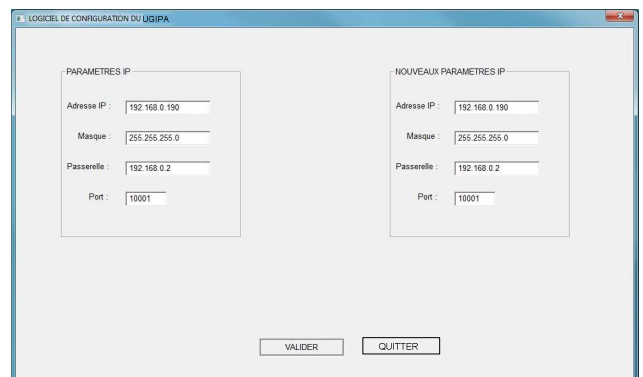 LOGICIEL DE CONFIGURATION DU UGIPA
PARAMETRES IP
Adresse IP : 192.168.0.190
Masque : 255.255.255.0
Passerelle : 192.168.0.2
Port : 10001
NOUVEAUX PARAMETRES IP
Adresse IP : 192.168.0.190
Masque : 255.255.255.0
Passerelle : 192.168.0.2
Port : 10001
VALIDER
QUITTER